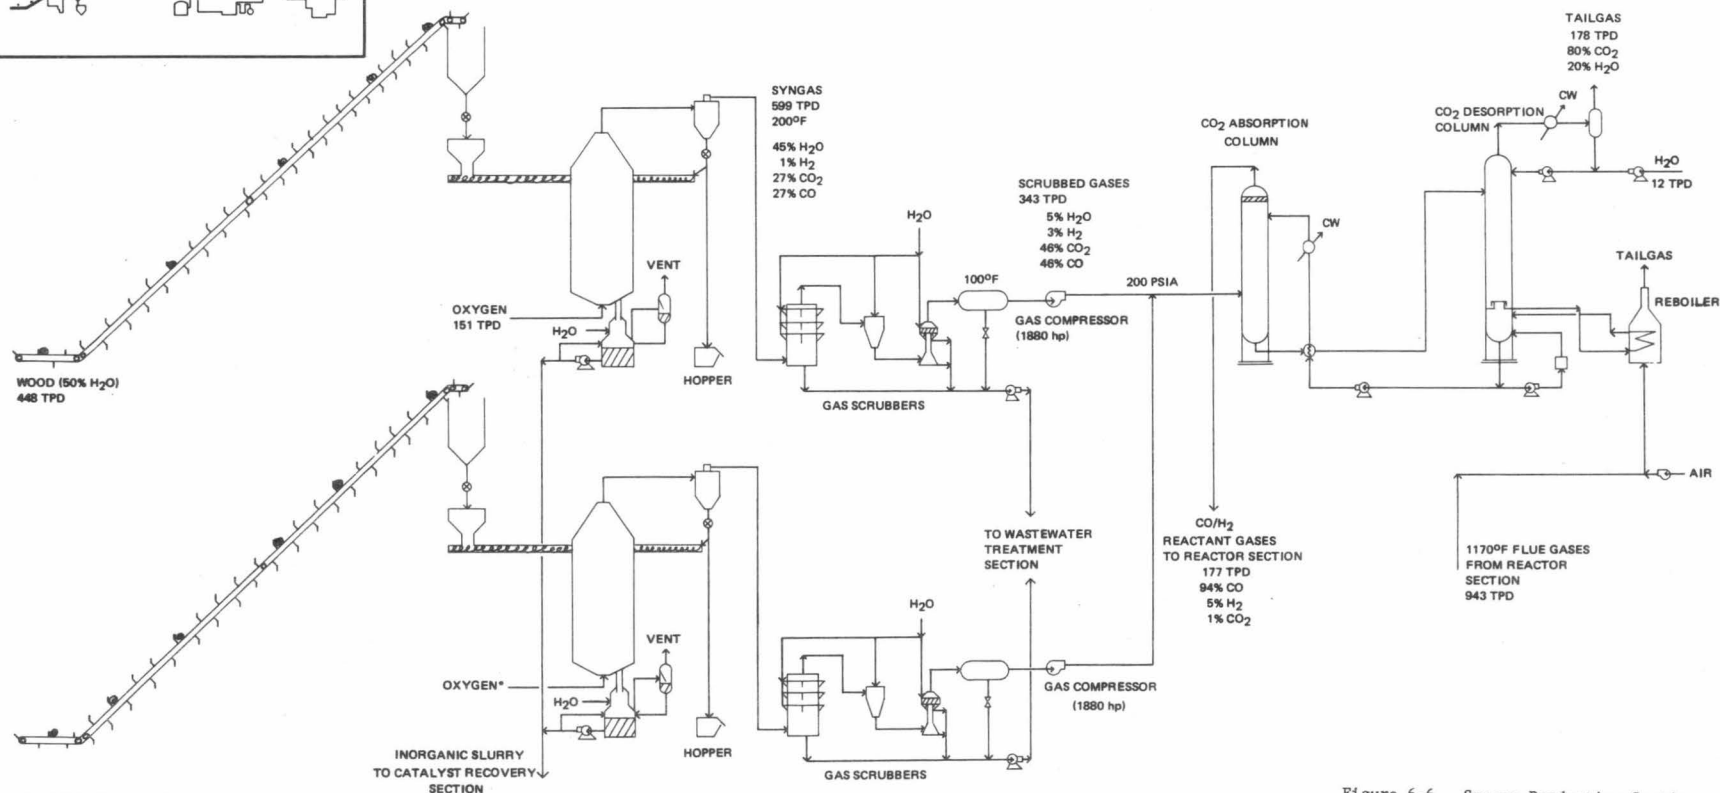 TAILGAS
178 TPD
80% CO2
20% H2O
CW
CO2 DESORPTION
COLUMN
H2O
12 TPD
CO2 ABSORPTION
COLUMN
CW
SYNGAS
599 TPD
200°F
45% H2O
1% H2
27% CO2
27% CO
SCRUBBED GASES
343 TPD
5% H2O
3% H2
46% CO2
46% CO
H2O
100°F
200 PSIA
GAS COMPRESSOR
(1880 hp)
VENT
OXYGEN
151 TPD
H2O
HOPPER
GAS SCRUBBERS
WOOD (50% H2O)
448 TPD
TAILGAS
REBOILER
AIR
1170°F FLUE GASES
FROM REACTOR
SECTION
943 TPD
CO/H2
REACTANT GASES
TO REACTOR SECTION
177 TPD
94% CO
5% H2
1% CO2
TO WASTEWATER
TREATMENT
SECTION
H2O
VENT
OXYGEN*
H2O
HOPPER
GAS SCRUBBERS
GAS COMPRESSOR
(1880 hp)
INORGANIC SLURRY
TO CATALYST RECOVERY
SECTION